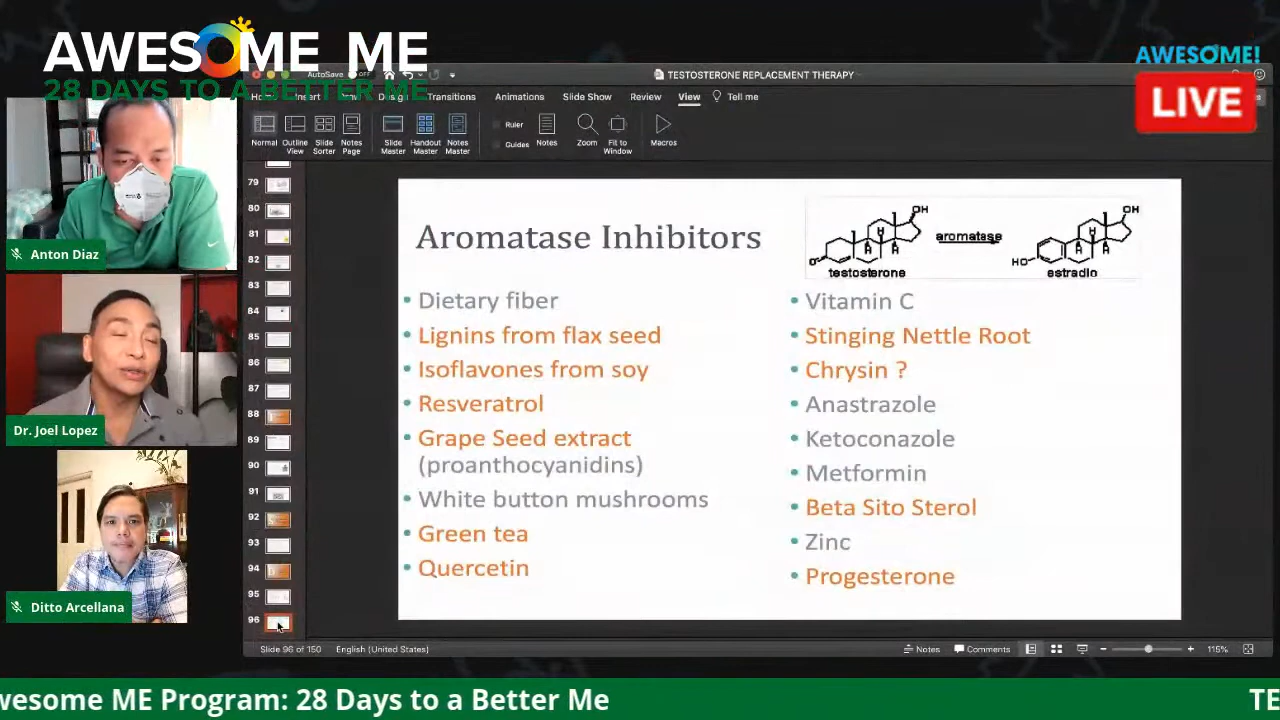 AWESOME ME
28 DAYS TO A BETTER ME
AWESOME!
LIVE
AutoSave OFF
TESTOSTERONE REPLACEMENT THERAPY
Transitions Animations Slide Show Review View Tell me
Normal Outline View Slide Sorter Notes Page Slide Master Handout Master Notes Master Ruler Guides Notes Zoom Fit to Window Macros
79
80
81
82
83
84
85
86
87
88
89
90
91
92
93
94
95
96
Anton Diaz
Dr. Joel Lopez
Ditto Arcellana
Aromatase Inhibitors
OH
O
testosterone
aromatase
OH
HO
estradio
• Dietary fiber
• Lignins from flax seed
• Isoflavones from soy
• Resveratrol
• Grape Seed extract
(proanthocyanidins)
• White button mushrooms
• Green tea
• Quercetin
• Vitamin C
• Stinging Nettle Root
• Chrysin ?
• Anastrazole
• Ketoconazole
• Metformin
• Beta Sito Sterol
• Zinc
• Progesterone
Slide 96 of 150 English (United States) Notes Comments 115%
wesome ME Program: 28 Days to a Better Me TE